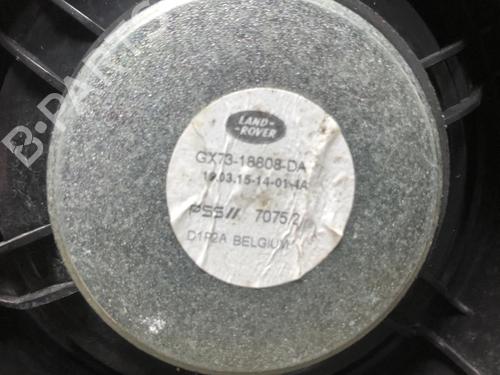 B-PARTS
LAND-
-ROVER
GX73-18808-DA
19.03.15-14-01-4A
PSS// 7075/2
D1P2A BELGIUM